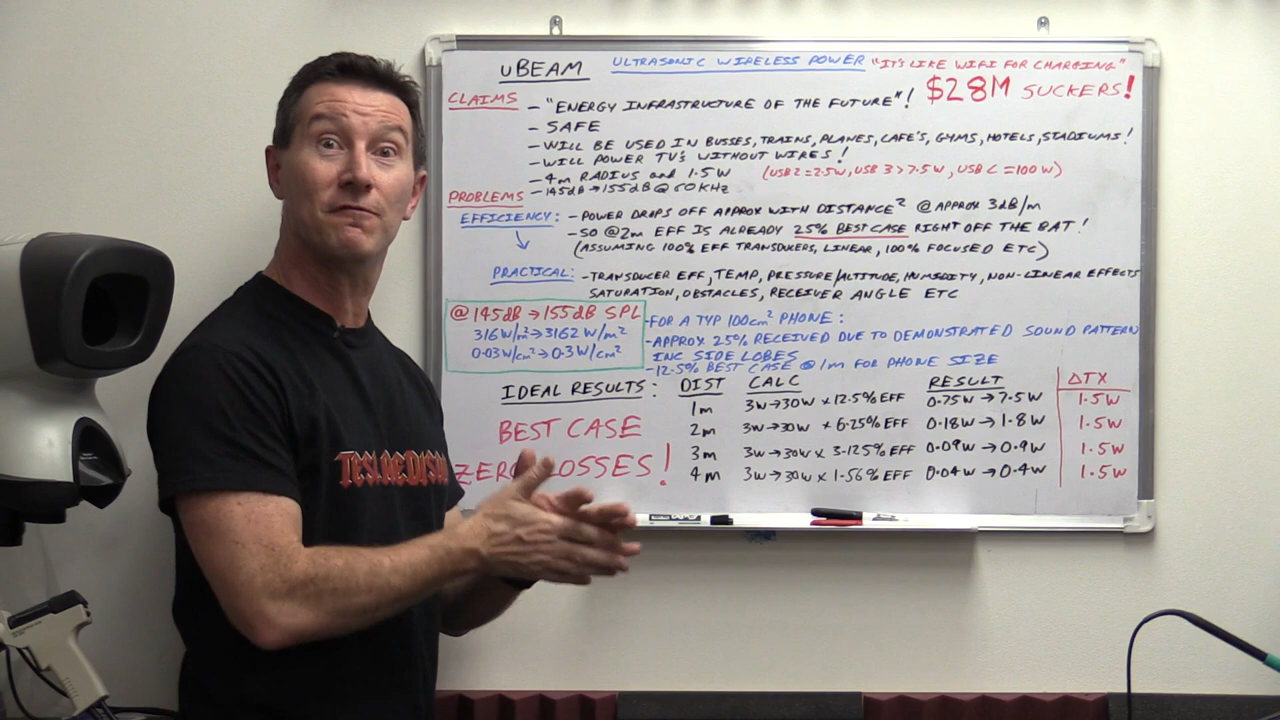 uBEAM ULTRASONIC WIRELESS POWER "IT'S LIKE WIFI FOR CHARGING"
CLAIMS - "ENERGY INFRASTRUCTURE OF THE FUTURE"! $28M SUCKERS!
- SAFE
- WILL BE USED IN BUSSES, TRAINS, PLANES, CAFE'S, GYMS, HOTELS, STADIUMS!
- WILL POWER TV'S WITHOUT WIRES!
- 4m RADIUS and 1.5W (USB2=2.5W, USB 3>7.5W, USB C=100W)
- 145dB→155dB @ 60KHZ
PROBLEMS
EFFICIENCY: - POWER DROPS OFF APPROX WITH DISTANCE² @ APPROX 3dB/m
- SO @2m EFF IS ALREADY 25% BEST CASE RIGHT OFF THE BAT!
(ASSUMING 100% EFF TRANSDUCERS, LINEAR, 100% FOCUSED ETC)
PRACTICAL: - TRANSDUCER EFF, TEMP, PRESSURE/ALTITUDE, HUMIDITY, NON-LINEAR EFFECTS
SATURATION, OBSTACLES, RECEIVER ANGLE ETC
@145dB→155dB SPL
316W/m²→3162W/m²
0.03W/cm²→0.3W/cm²
- FOR A TYP 100cm² PHONE:
- APPROX 25% RECEIVED DUE TO DEMONSTRATED SOUND PATTERN
INC SIDE LOBES
- 12.5% BEST CASE @ 1m FOR PHONE SIZE
IDEAL RESULTS: DIST CALC RESULT ΔTX
1m 3W→30W × 12.5% EFF 0.75W→7.5W 1.5W
2m 3W→30W × 6.25% EFF 0.18W→1.8W 1.5W
3m 3W→30W × 3.125% EFF 0.09W→0.9W 1.5W
4m 3W→30W × 1.56% EFF 0.04W→0.4W 1.5W
BEST CASE
ZERO LOSSES!